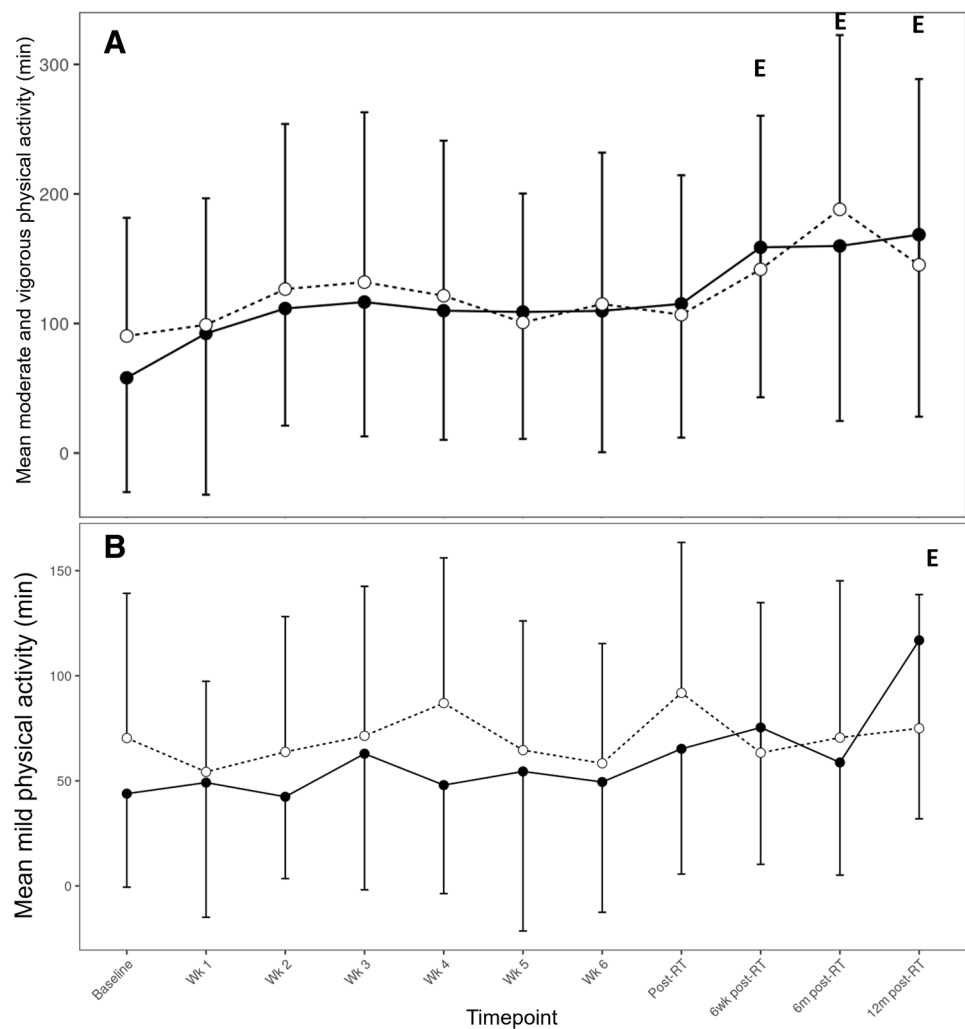 A
Mean moderate and vigorous physical activity (min)
300
200
100
0
E
E
E
B
Mean mild physical activity (min)
150
100
50
0
E
Baseline
Wk 1
Wk 2
Wk 3
Wk 4
Wk 5
Wk 6
Post-RT
6wk post-RT
6m post-RT
12m post-RT
Timepoint